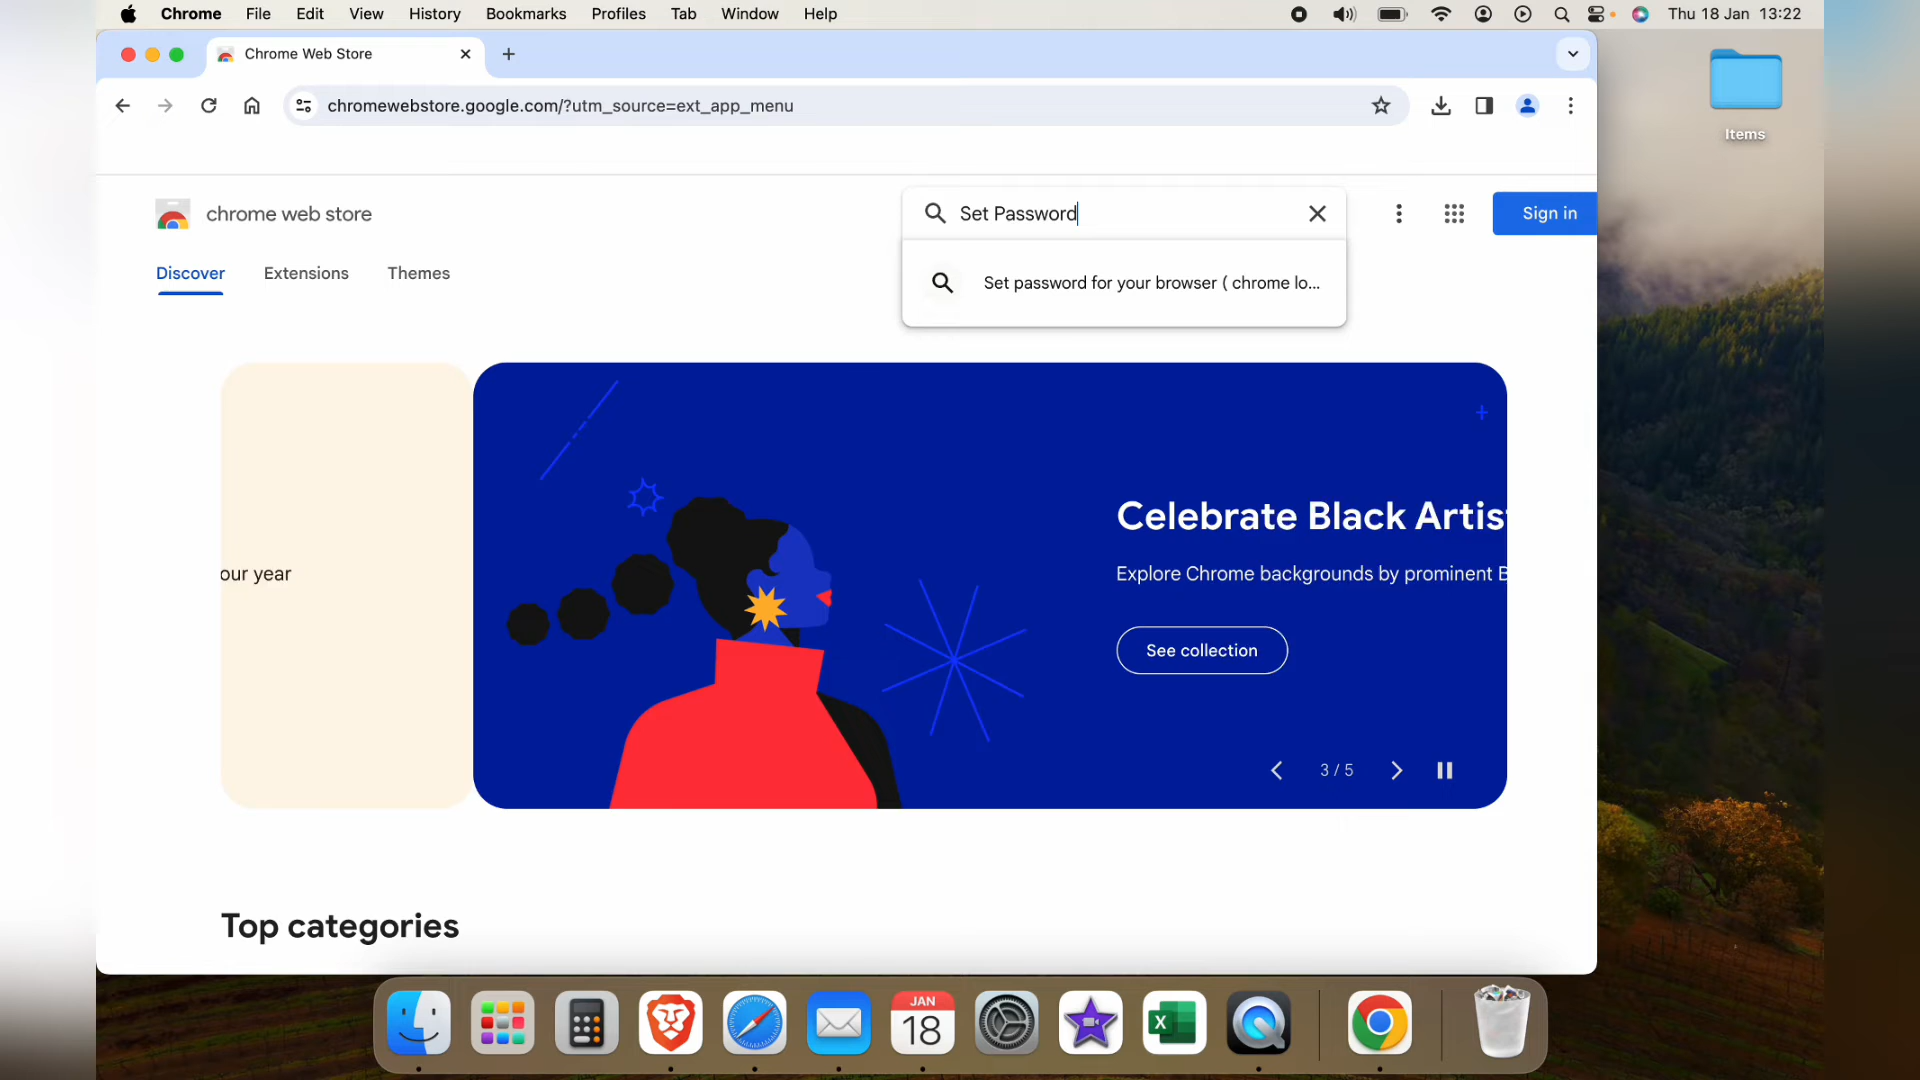 Chrome File Edit View History Bookmarks Profiles Tab Window Help
Thu 18 Jan 13:22
Chrome Web Store
chromewebstore.google.com/?utm_source=ext_app_menu
Items
chrome web store
Set Password
Sign in
Set password for your browser ( chrome lo...
Discover Extensions Themes
our year
Celebrate Black Artis
Explore Chrome backgrounds by prominent B
See collection
3 / 5
Top categories
JAN
18
X